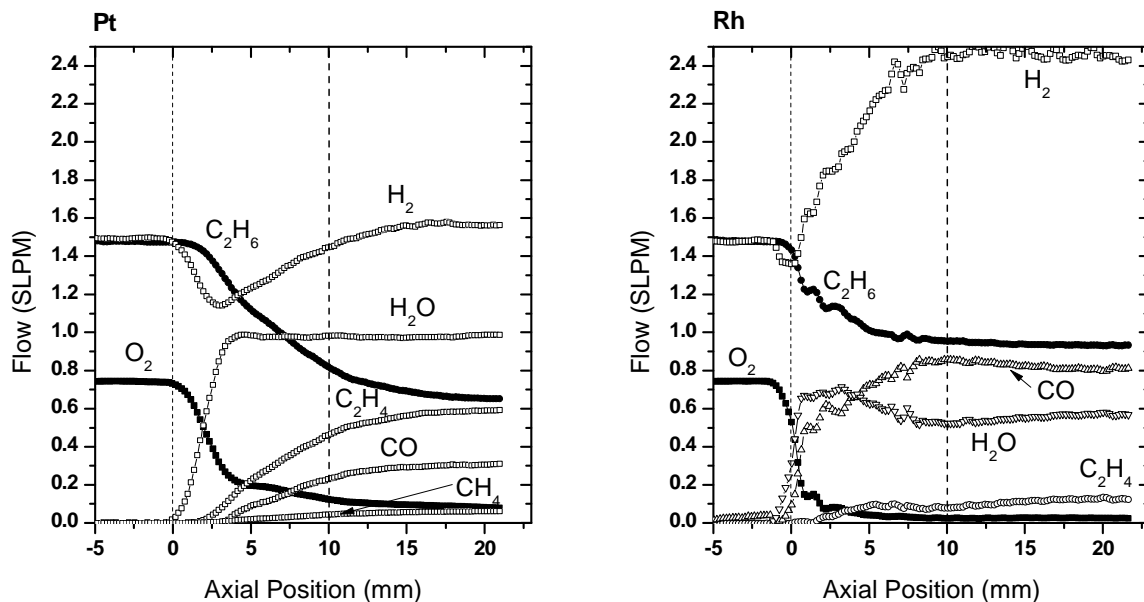 Pt
2.4
2.2
2.0
1.8
1.6
1.4
1.2
1.0
0.8
0.6
0.4
0.2
0.0
Flow (SLPM)
H₂
C₂H₆
H₂O
O₂
C₂H₄
CO
CH₄
-5 0 5 10 15 20
Axial Position (mm)
Rh
2.4
2.2
2.0
1.8
1.6
1.4
1.2
1.0
0.8
0.6
0.4
0.2
0.0
Flow (SLPM)
H₂
C₂H₆
O₂
CO
H₂O
C₂H₄
-5 0 5 10 15 20
Axial Position (mm)